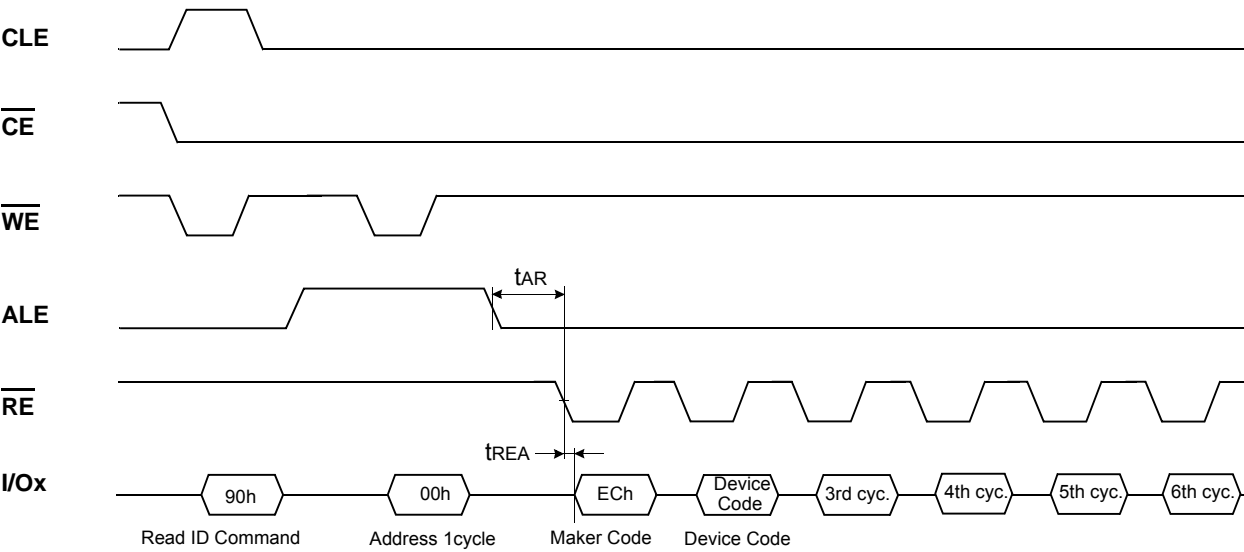 CLE
CE
WE
tAR
ALE
RE
tREA
I/Ox
90h
00h
ECh
Device
Code
3rd cyc.
4th cyc.
5th cyc.
6th cyc.
Read ID Command
Address 1cycle
Maker Code
Device Code